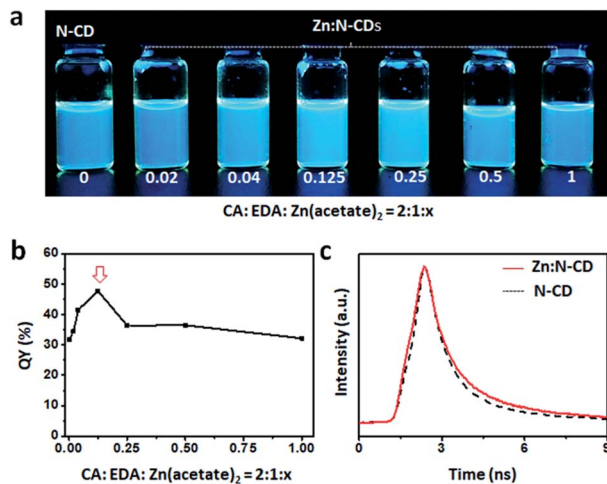 a
N-CD
Zn:N-CDs
0 0.02 0.04 0.125 0.25 0.5 1
CA: EDA: Zn(acetate)2 = 2:1:x
b
60
50
40
30
20
10
0
QY (%)
0.00 0.25 0.50 0.75 1.00
CA: EDA: Zn(acetate)2 = 2:1:x
c
Zn:N-CD
N-CD
Intensity (a.u.)
0 3 6 9
Time (ns)